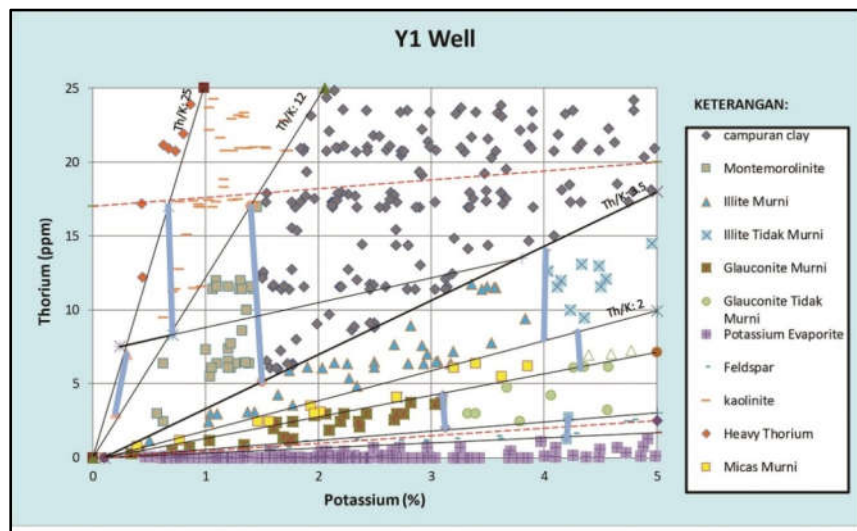 Y1 Well
25
20
15
10
5
0
Thorium (ppm)
0
1
2
3
4
5
Potassium (%)
Th/K: 25
Th/K: 12
Th/K: 3.5
Th/K: 2
KETERANGAN:
campuran clay
Montemorolinite
Illite Murni
Illite Tidak Murni
Glauconite Murni
Glauconite Tidak
Murni
Potassium Evaporite
Feldspar
kaolinite
Heavy Thorium
Micas Murni